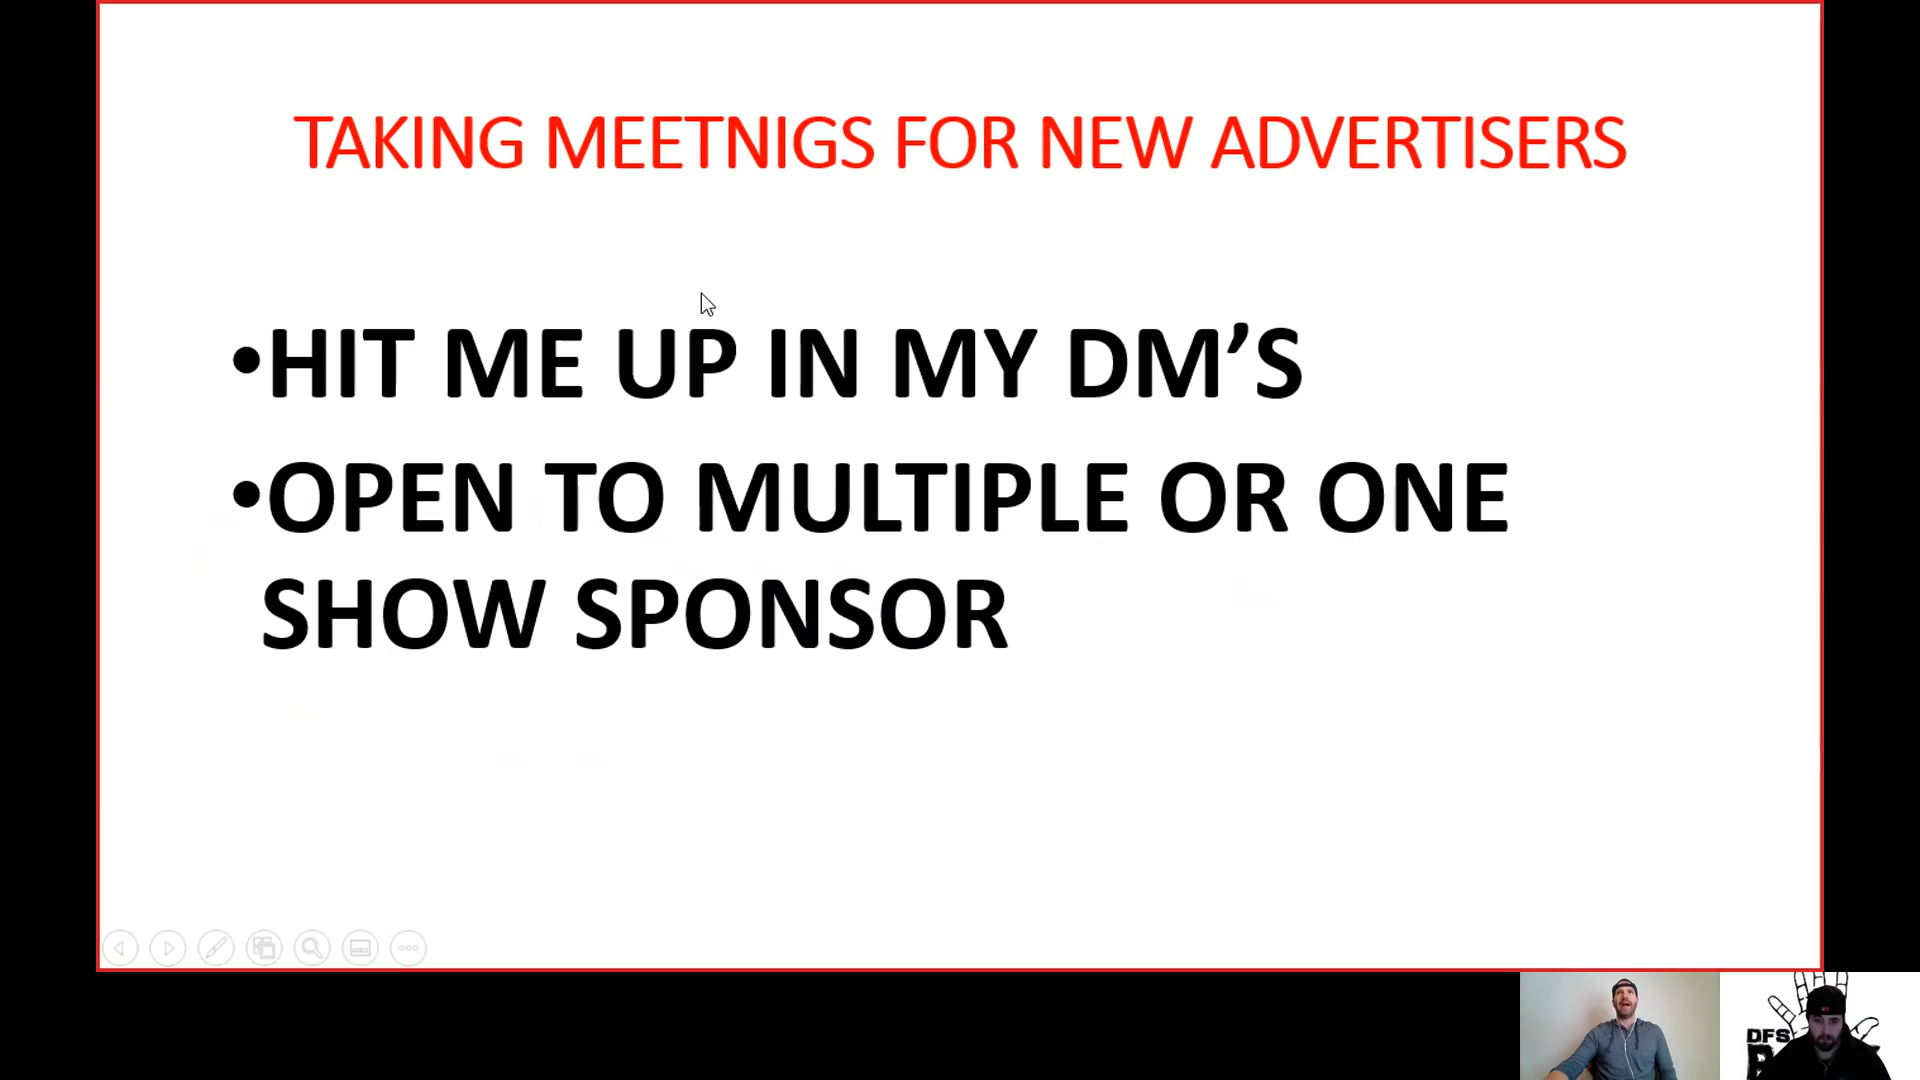 TAKING MEETNIGS FOR NEW ADVERTISERS
•HIT ME UP IN MY DM’S
•OPEN TO MULTIPLE OR ONE
SHOW SPONSOR
DFS